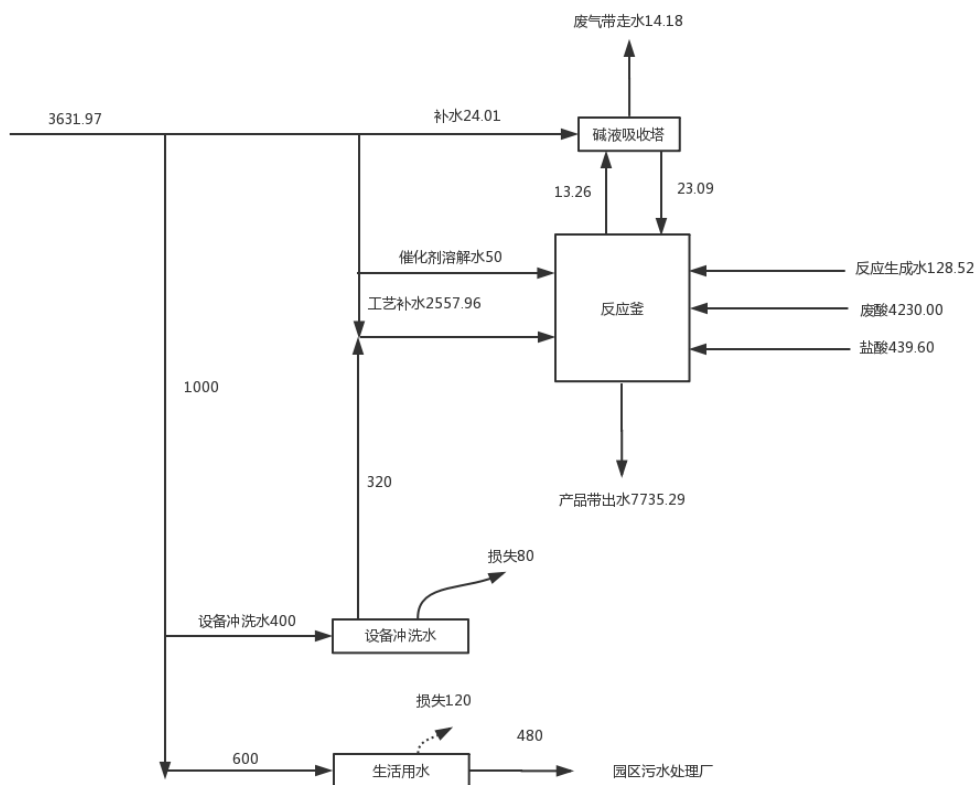 废气带走水14.18
3631.97
补水24.01
碱液吸收塔
13.26
23.09
催化剂溶解水50
反应生成水128.52
工艺补水2557.96
反应釜
废酸4230.00
盐酸439.60
1000
320
产品带出水7735.29
损失80
设备冲洗水400
设备冲洗水
损失120
480
600
生活用水
园区污水处理厂